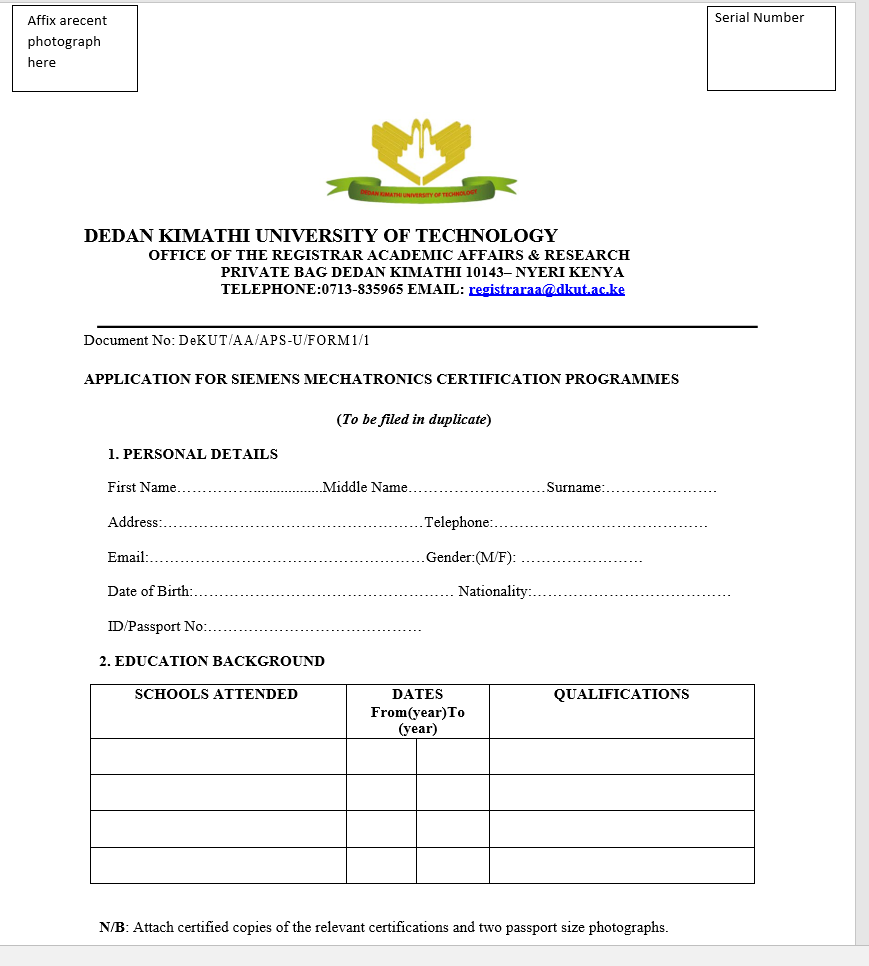 Affix arecent
photograph
here
Serial Number
DEDAN KIMATHI UNIVERSITY OF TECHNOLOGY
DEDAN KIMATHI UNIVERSITY OF TECHNOLOGY
OFFICE OF THE REGISTRAR ACADEMIC AFFAIRS & RESEARCH
PRIVATE BAG DEDAN KIMATHI 10143– NYERI KENYA
TELEPHONE:0713-835965 EMAIL: registraraa@dkut.ac.ke
Document No: DeKUT/AA/APS-U/FORM1/1
APPLICATION FOR SIEMENS MECHATRONICS CERTIFICATION PROGRAMMES
(To be filed in duplicate)
1. PERSONAL DETAILS
First Name……………..................Middle Name………………………Surname:………………….
Address:……………………………………………Telephone:……………………………………
Email:………………………………………………Gender:(M/F): ……………………
Date of Birth:…………………………………………… Nationality:…………………………………
ID/Passport No:……………………………………
2. EDUCATION BACKGROUND
SCHOOLS ATTENDED DATES QUALIFICATIONS
From(year)To
(year)
N/B: Attach certified copies of the relevant certifications and two passport size photographs.